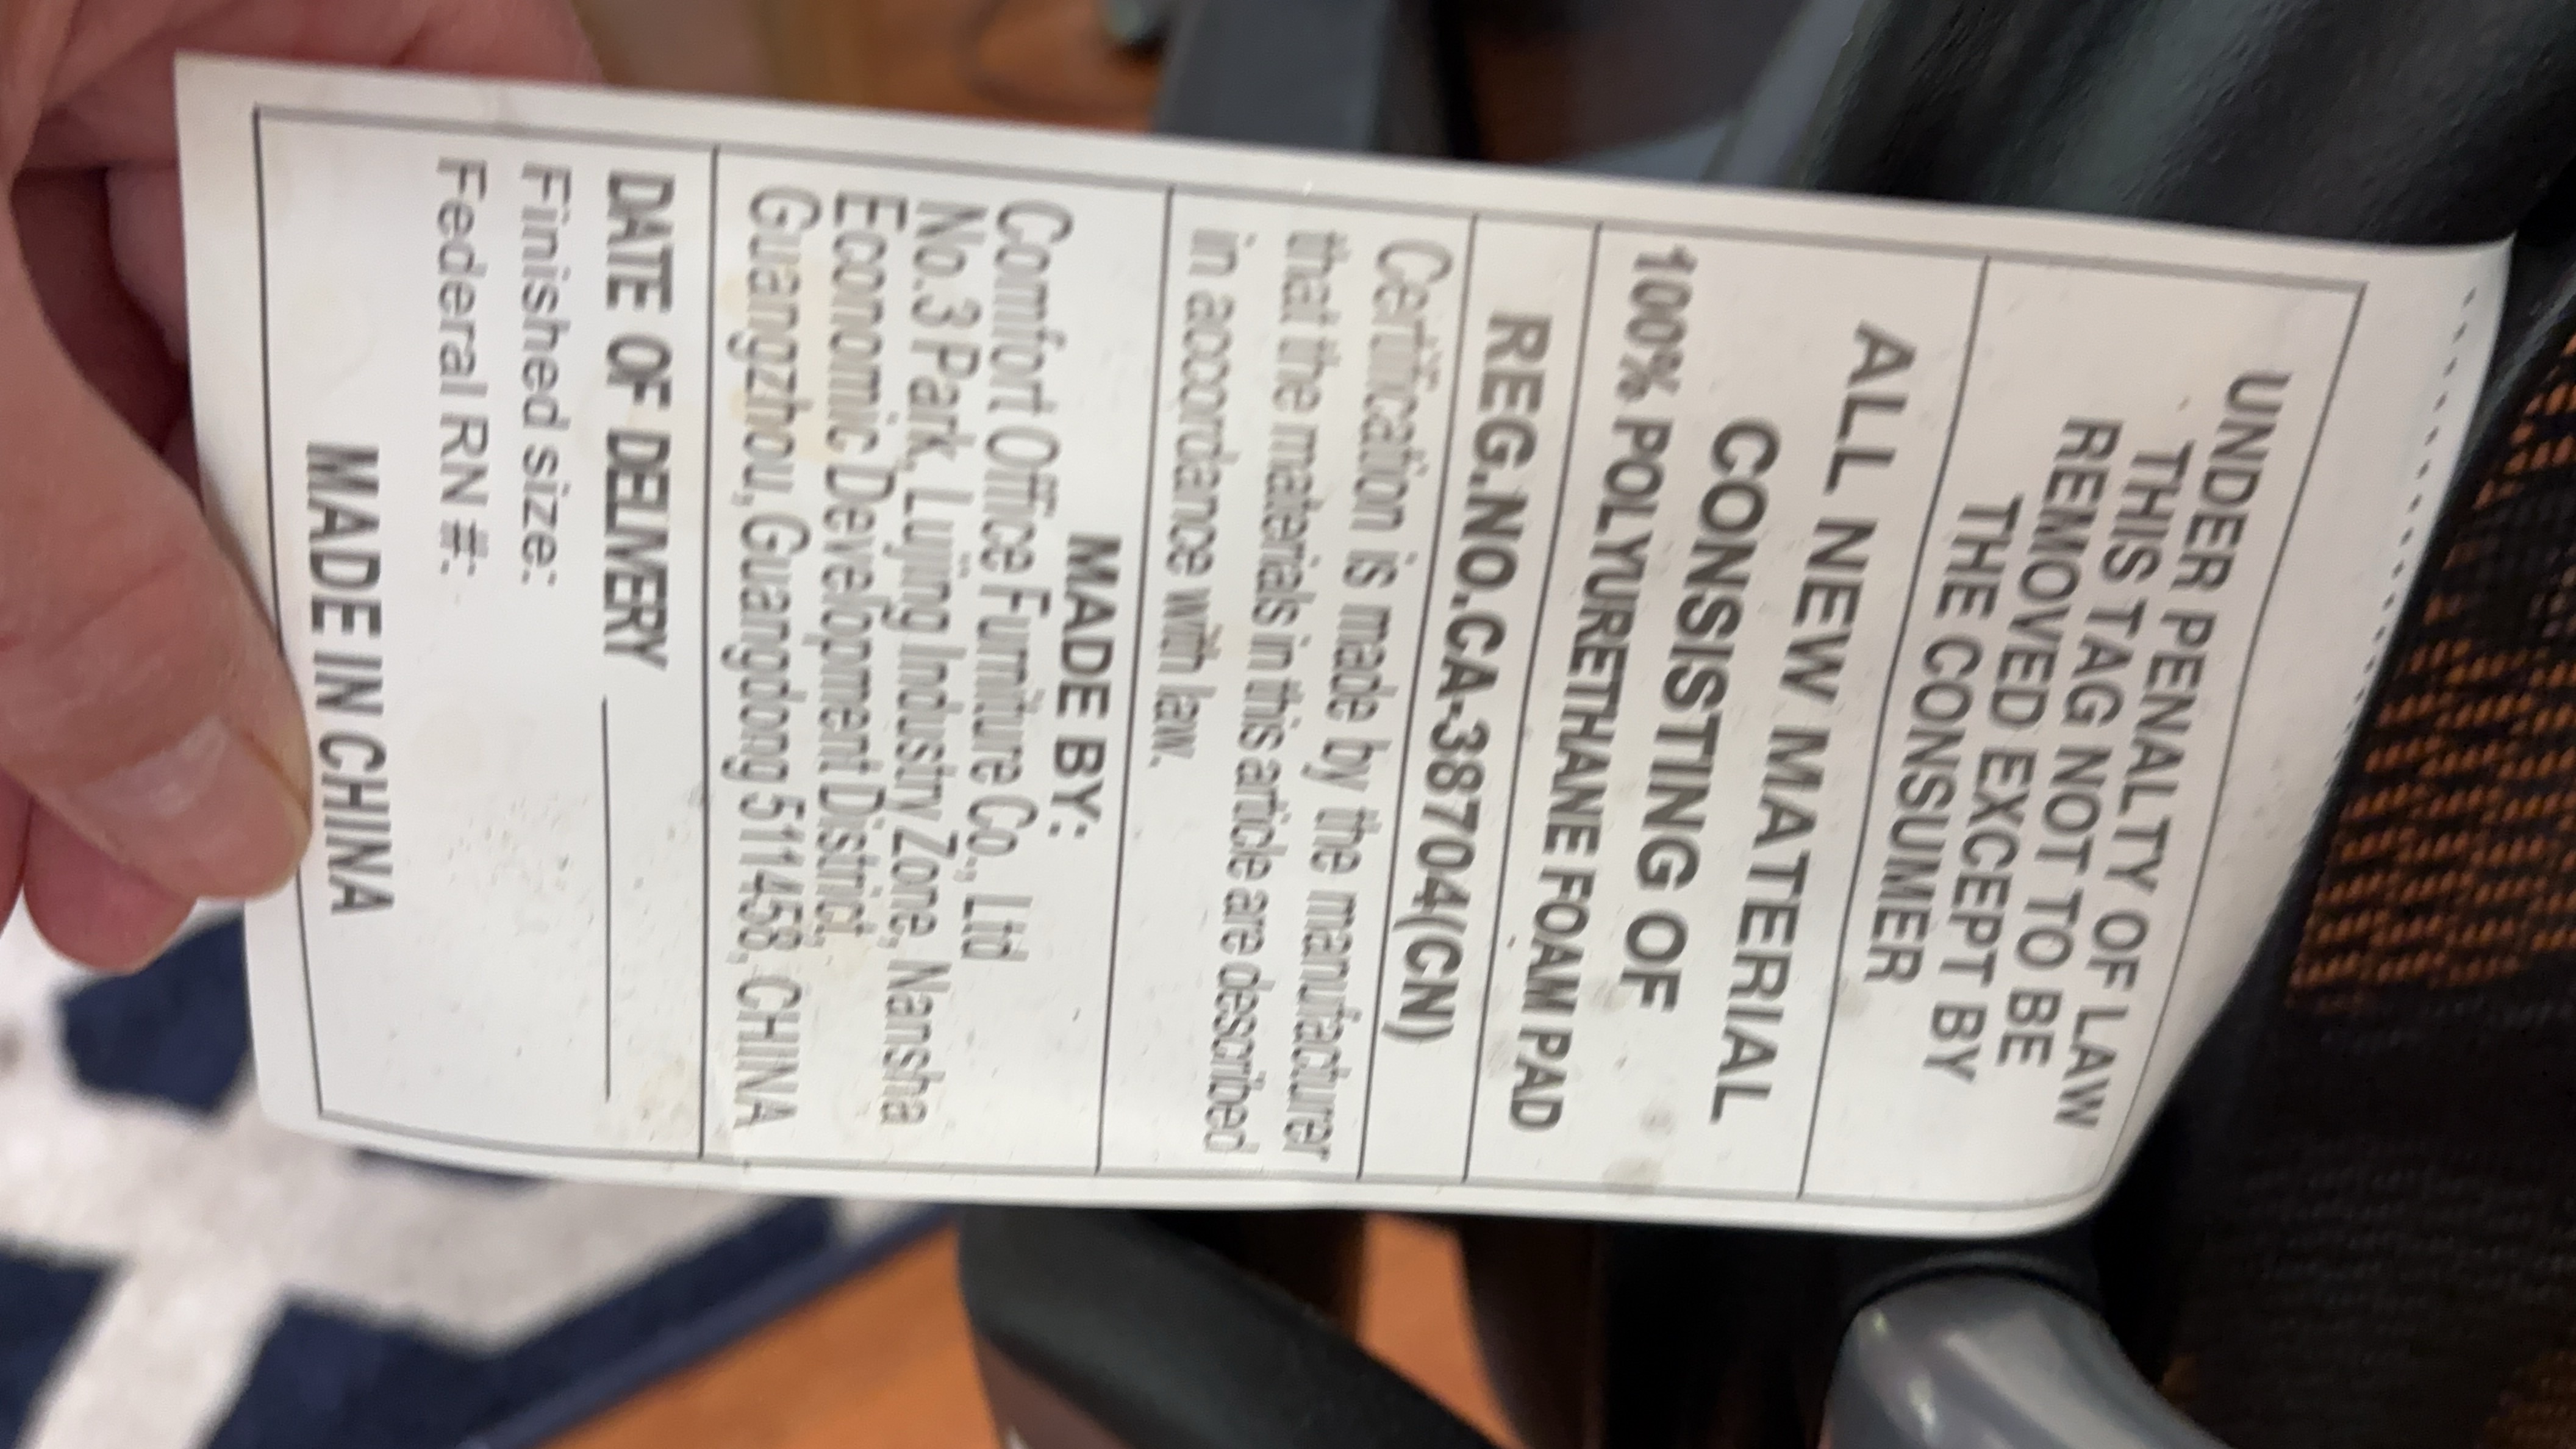 UNDER PENALTY OF LAW
THIS TAG NOT TO BE
REMOVED EXCEPT BY
THE CONSUMER
ALL NEW MATERIAL
CONSISTING OF
100% POLYURETHANE FOAM PAD
REG.NO.CA-38704(CN)
Certification is made by the manufacturer
that the materials in this article are described
in accordance with law.
MADE BY:
Comfort Office Furniture Co., Ltd
No.3 Park, Lujing Industry Zone, Nansha
Economic Development District,
Guangzhou, Guangdong 511458, CHINA
DATE OF DELIVERY
Finished size:
Federal RN #:
MADE IN CHINA